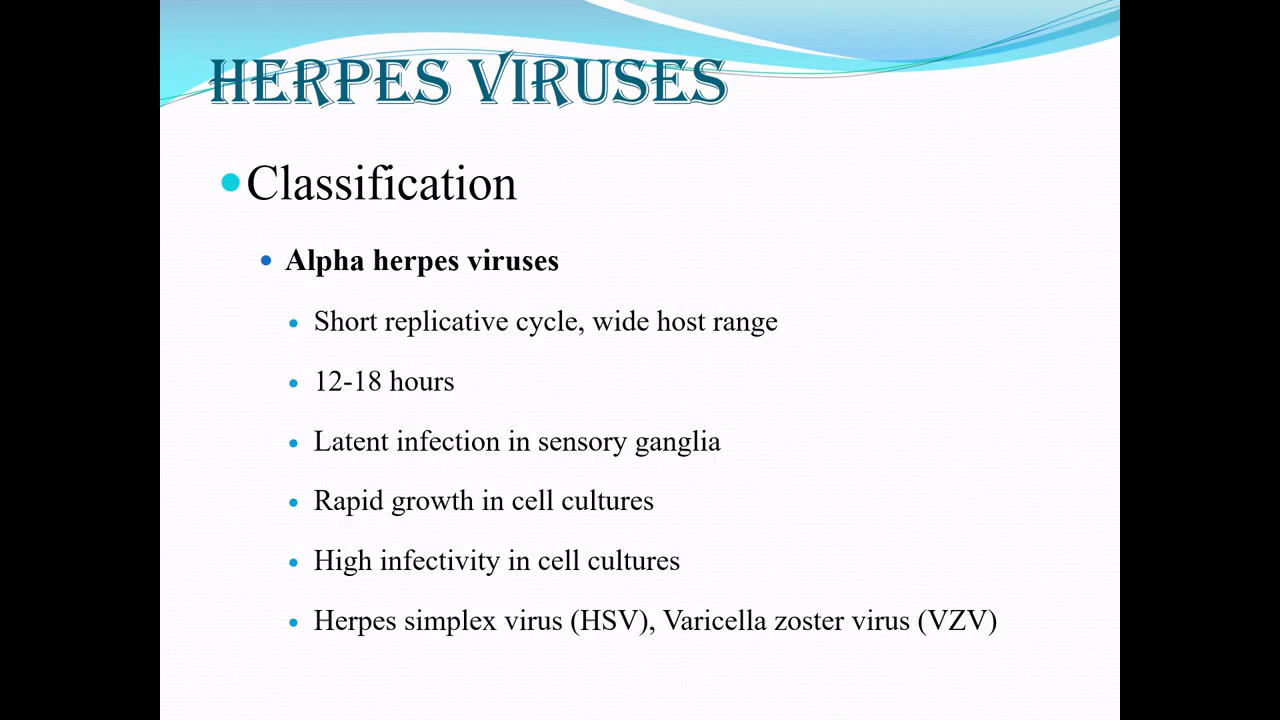 HERPES VIRUSES
Classification
Alpha herpes viruses
Short replicative cycle, wide host range
12-18 hours
Latent infection in sensory ganglia
Rapid growth in cell cultures
High infectivity in cell cultures
Herpes simplex virus (HSV), Varicella zoster virus (VZV)